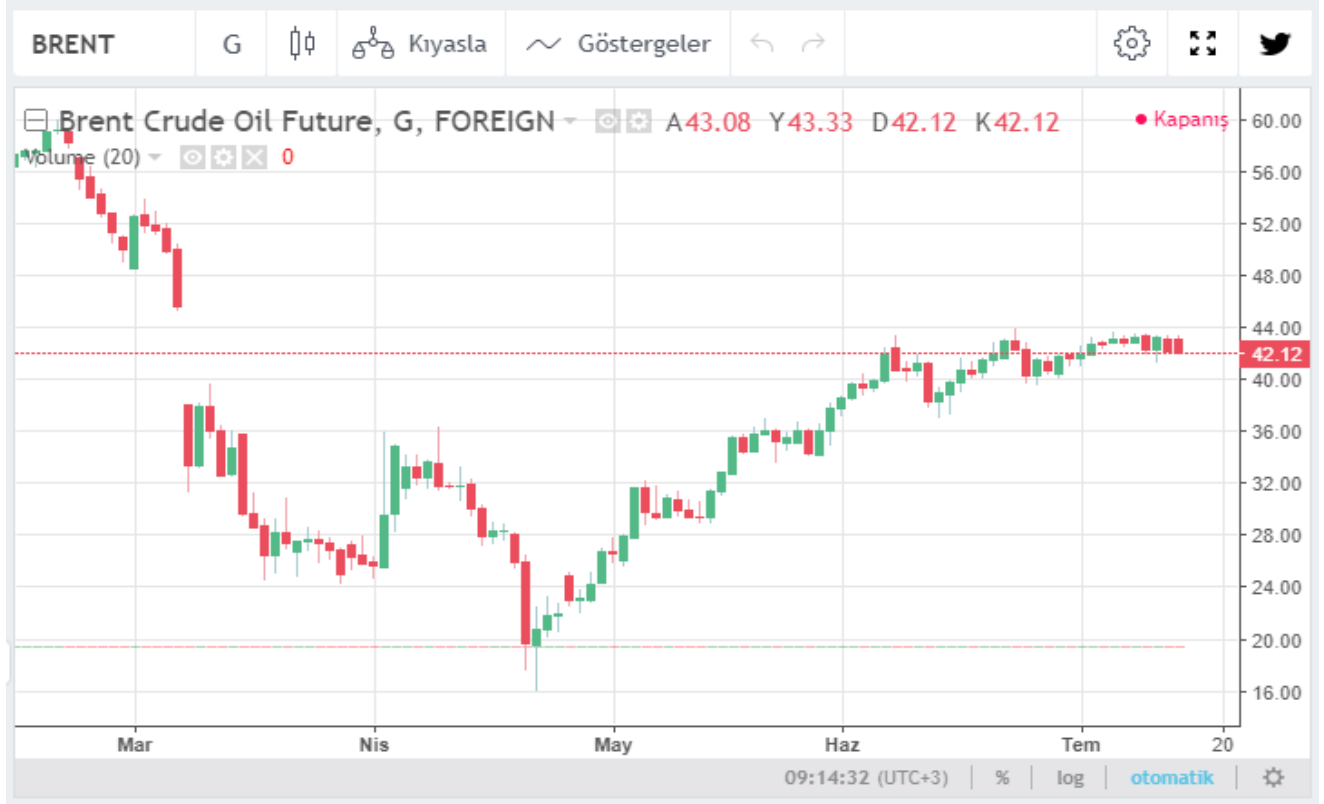 BRENT G Kıyasla Göstergeler
Brent Crude Oil Future, G, FOREIGN A43.08 Y43.33 D42.12 K42.12 Kapanış
Volume (20) 0
60.00
56.00
52.00
48.00
44.00
42.12
40.00
36.00
32.00
28.00
24.00
20.00
16.00
Mar Nis May Haz Tem 20
09:14:32 (UTC+3) % log otomatik